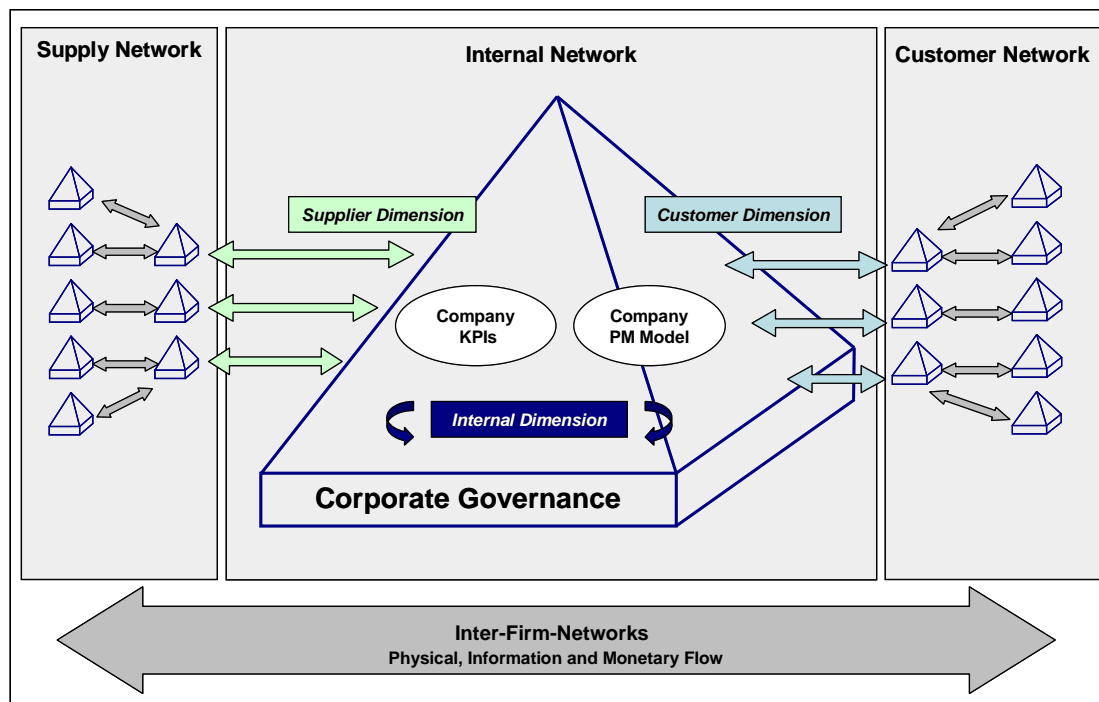 Supply Network
Internal Network
Customer Network
Supplier Dimension
Customer Dimension
Company
KPIs
Company
PM Model
Internal Dimension
Corporate Governance
Inter-Firm-Networks
Physical, Information and Monetary Flow